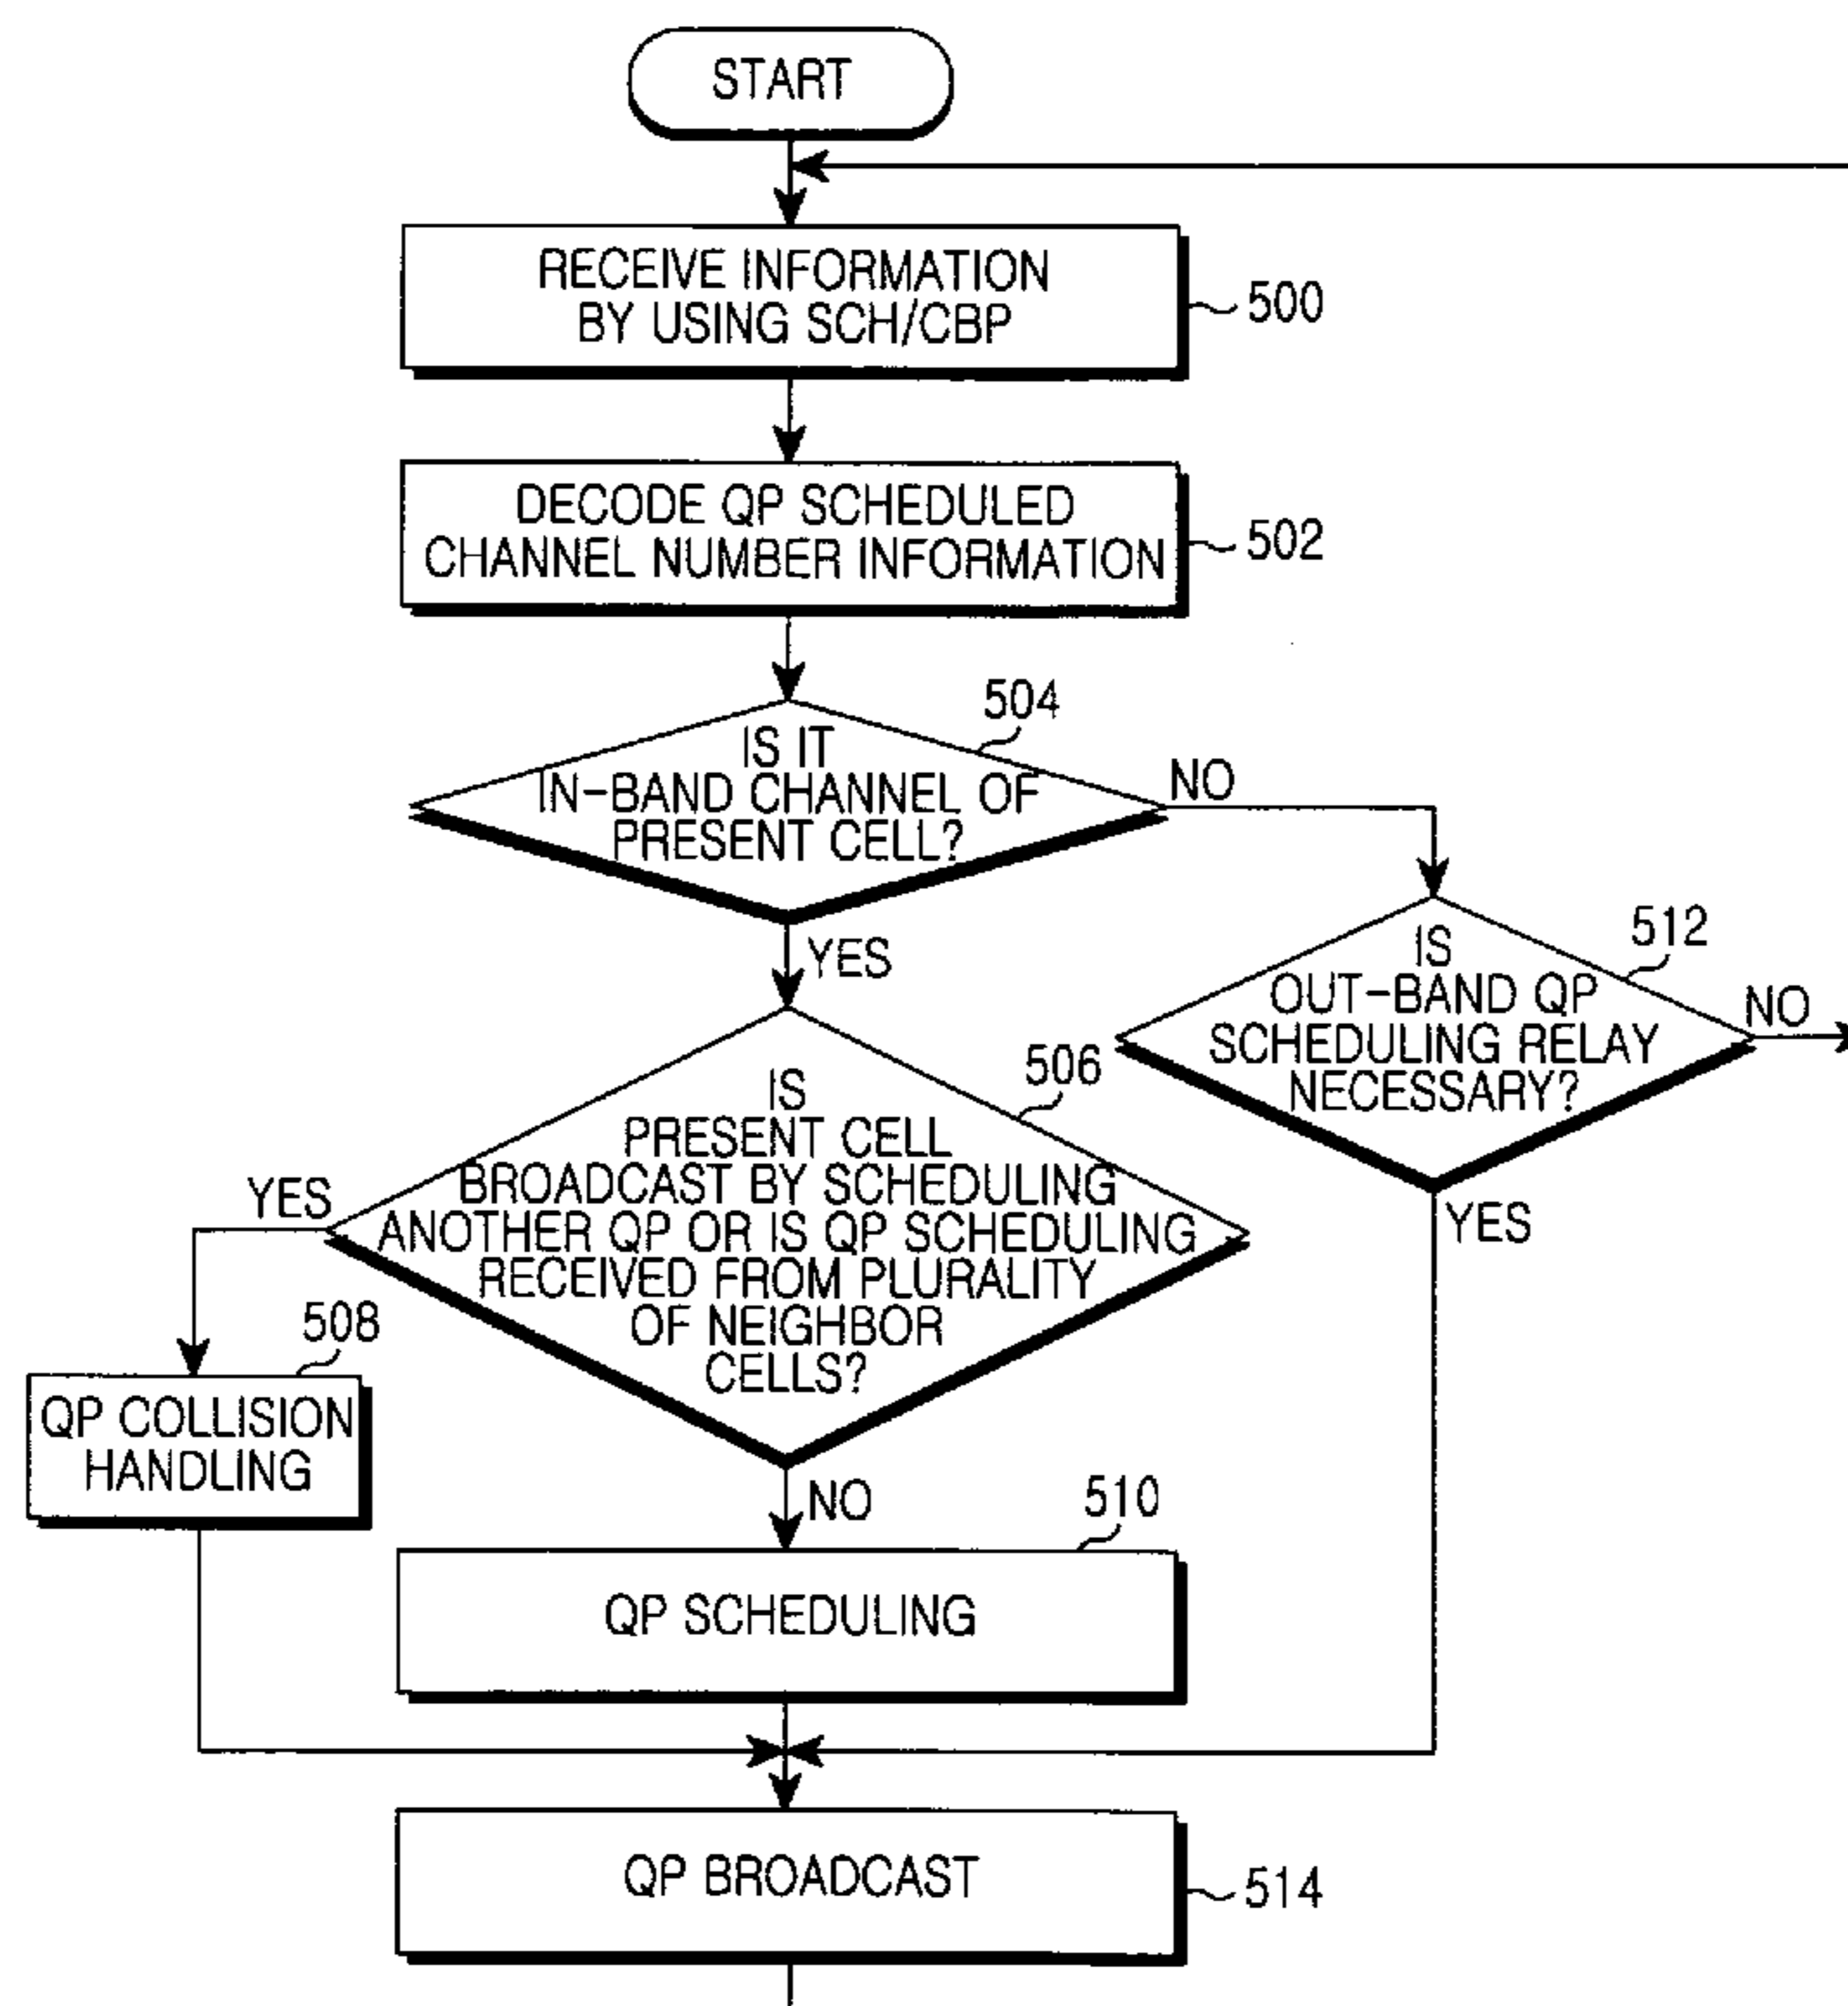 START
RECEIVE INFORMATION
BY USING SCH/CBP
500
DECODE QP SCHEDULED
CHANNEL NUMBER INFORMATION
502
504
IS IT
IN-BAND CHANNEL OF
PRESENT CELL?
NO
YES
512
IS
OUT-BAND QP
SCHEDULING RELAY
NECESSARY?
NO
YES
506
IS
PRESENT CELL
BROADCAST BY SCHEDULING
ANOTHER QP OR IS QP SCHEDULING
RECEIVED FROM PLURALITY
OF NEIGHBOR
CELLS?
YES
508
QP COLLISION
HANDLING
NO
510
QP SCHEDULING
QP BROADCAST
514